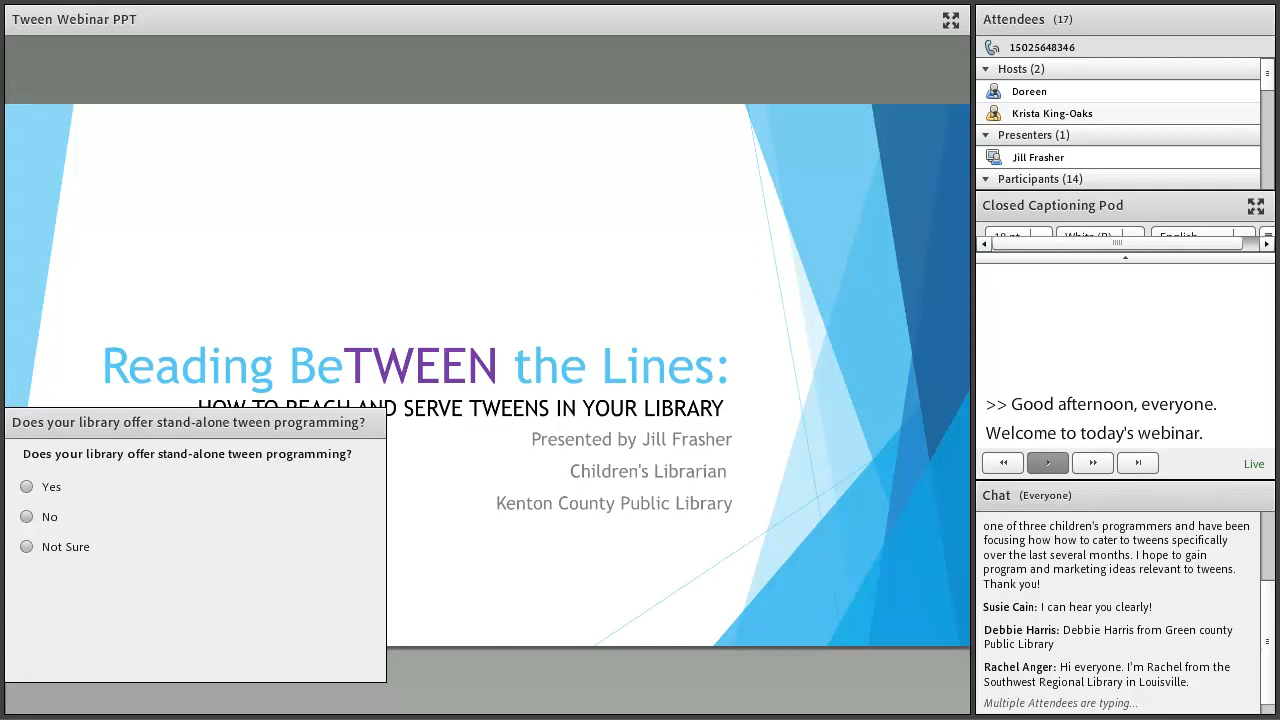 Tween Webinar PPT
Reading BeTWEEN the Lines:
HOW TO REACH AND SERVE TWEENS IN YOUR LIBRARY
Presented by Jill Frasher
Children's Librarian
Kenton County Public Library
Does your library offer stand-alone tween programming?
Does your library offer stand-alone tween programming?
Yes
No
Not Sure
Attendees (17)
15025648346
Hosts (2)
Doreen
Krista King-Oaks
Presenters (1)
Jill Frasher
Participants (14)
Closed Captioning Pod
18 pt White (B) English
>> Good afternoon, everyone.
Welcome to today's webinar.
Live
Chat (Everyone)
one of three children's programmers and have been
focusing how how to cater to tweens specifically
over the last several months. I hope to gain
program and marketing ideas relevant to tweens.
Thank you!
Susie Cain: I can hear you clearly!
Debbie Harris: Debbie Harris from Green county
Public Library
Rachel Anger: Hi everyone. I'm Rachel from the
Southwest Regional Library in Louisville.
Multiple Attendees are typing...